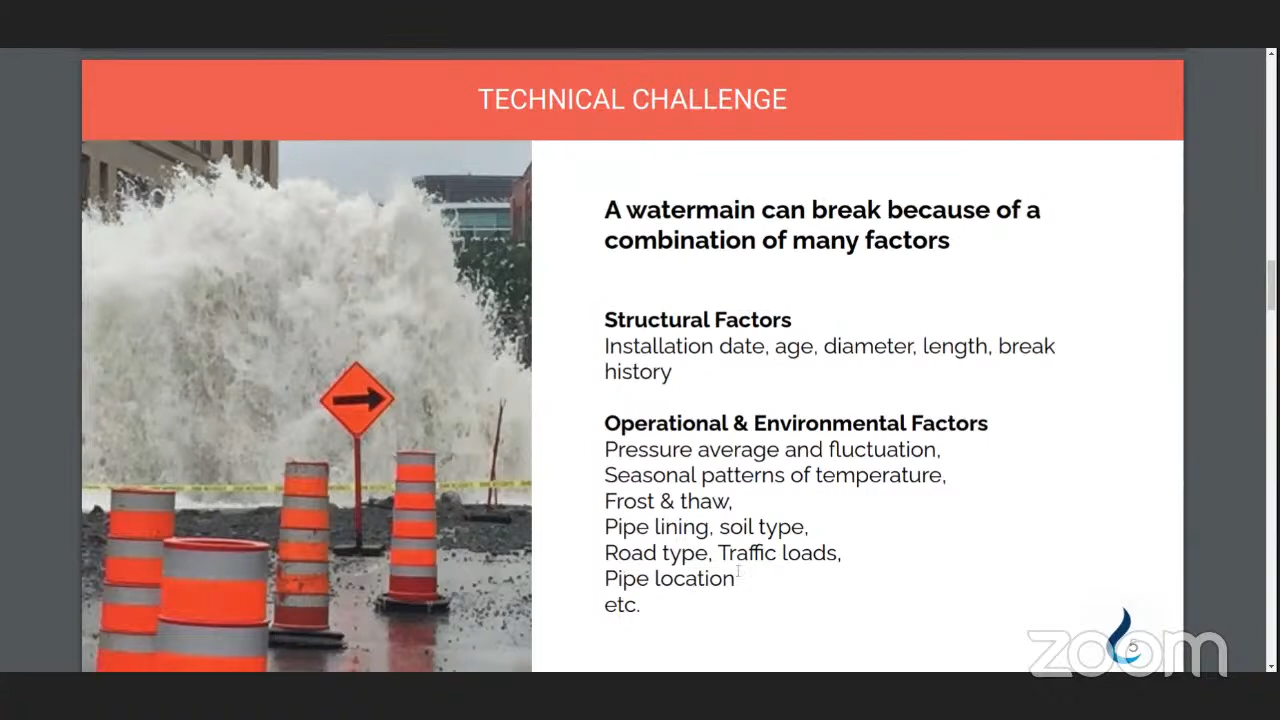 TECHNICAL CHALLENGE
A watermain can break because of a
combination of many factors
Structural Factors
Installation date, age, diameter, length, break
history
Operational & Environmental Factors
Pressure average and fluctuation,
Seasonal patterns of temperature,
Frost & thaw,
Pipe lining, soil type,
Road type, Traffic loads,
Pipe location
etc.
5
zoom